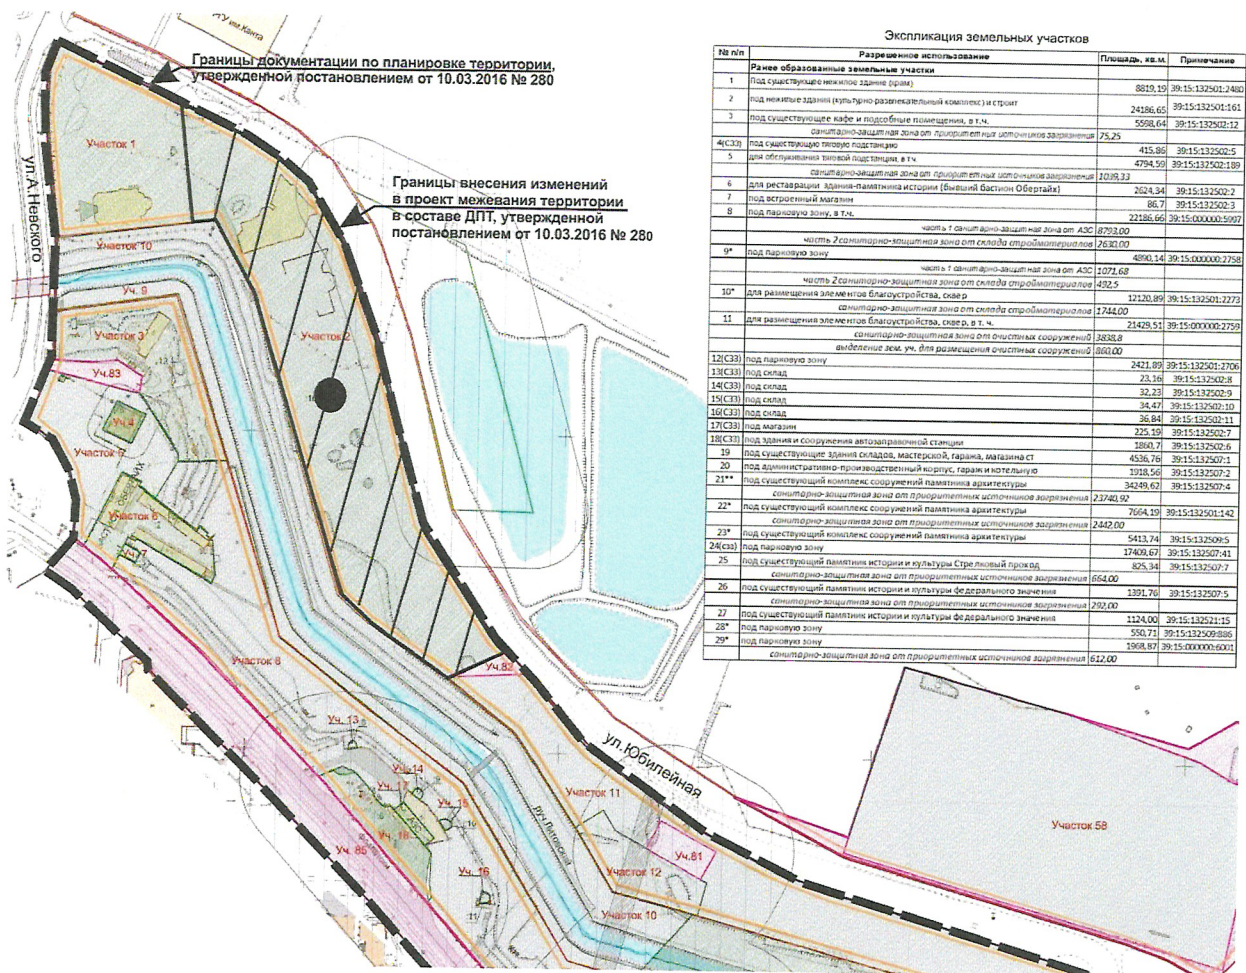 ГУ им.Канта
Границы документации по планировке территории,
утвержденной постановлением от 10.03.2016 № 280
Границы внесения изменений
в проект межевания территории
в составе ДПТ, утвержденной
постановлением от 10.03.2016 № 280
ул.А.Невского
Участок 1
Участок 10
Уч. 9
Участок 3
Уч.83
Уч.4
Участок 5
Участок 6
Уч.7
Участок 2
Участок 8
Уч.82
Уч. 13
Уч. 14
Уч. 17
Уч. 15
Уч. 18
АЗС
Уч. 85
Уч. 16
10
11
Участок 11
руч.Литовский
ул.Юбилейная
Уч.81
Участок 12
Участок 10
Участок 58
Экспликация земельных участков
№ п/п Разрешенное использование Площадь, кв.м. Примечание
Ранее образованные земельные участки
1 Под существующее нежилое здание (храм) 8819,19 39:15:132501:2480
2 под нежилые здания (культурно-развлекательный комплекс) и строит 24186,65 39:15:132501:161
3 под существующее кафе и подсобные помещения, в т.ч. 5598,64 39:15:132502:12
санитарно-защитная зона от приоритетных источников загрязнения 75,25
4(СЗЗ) под существующую тяговую подстанцию 415,86 39:15:132502:5
5 для обслуживания тяговой подстанции, в т.ч. 4794,59 39:15:132502:189
санитарно-защитная зона от приоритетных источников загрязнения 1039,33
6 для реставрации здания-памятника истории (бывший бастион Обертайх) 2624,34 39:15:132502:2
7 под встроенный магазин 86,7 39:15:132502:3
8 под парковую зону, в т.ч. 22186,66 39:15:000000:5997
часть 1 санитарно-защитная зона от АЗС 8793,00
часть 2 санитарно-защитная зона от склада стройматериалов 2630,00
9* под парковую зону 4890,14 39:15:000000:2758
часть 1 санитарно-защитная зона от АЗС 1071,68
часть 2 санитарно-защитная зона от склада стройматериалов 492,5
10* для размещения элементов благоустройства, сквер 12120,89 39:15:132501:2273
санитарно-защитная зона от склада стройматериалов 1744,00
11 для размещения элементов благоустройства, сквер, в т. ч. 21429,51 39:15:000000:2759
санитарно-защитная зона от очистных сооружений 3838,8
выделение зем. уч. для размещения очистных сооружений 860,00
12(СЗЗ) под парковую зону 2421,89 39:15:132501:2706
13(СЗЗ) под склад 23,16 39:15:132502:8
14(СЗЗ) под склад 32,23 39:15:132502:9
15(СЗЗ) под склад 34,47 39:15:132502:10
16(СЗЗ) под склад 36,84 39:15:132502:11
17(СЗЗ) под магазин 225,19 39:15:132502:7
18(СЗЗ) под здания и сооружения автозаправочной станции 1860,7 39:15:132502:6
19 под существующие здания складов, мастерской, гаража, магазина ст 4536,76 39:15:132507:1
20 под административно-производственный корпус, гараж и котельную 1918,56 39:15:132507:2
21** под существующий комплекс сооружений памятника архитектуры 34249,62 39:15:132507:4
санитарно-защитная зона от приоритетных источников загрязнения 23740,92
22* под существующий комплекс сооружений памятника архитектуры 7664,19 39:15:132501:142
санитарно-защитная зона от приоритетных источников загрязнения 2442,00
23* под существующий комплекс сооружений памятника архитектуры 5413,74 39:15:132509:5
24(сзз) под парковую зону 17409,67 39:15:132507:41
25 под существующий памятник истории и культуры Стрелковый проход 825,34 39:15:132507:7
санитарно-защитная зона от приоритетных источников загрязнения 664,00
26 под существующий памятник истории и культуры федерального значения 1391,76 39:15:132507:5
санитарно-защитная зона от приоритетных источников загрязнения 292,00
27 под существующий памятник истории и культуры федерального значения 1124,00 39:15:132521:15
28* под парковую зону 550,71 39:15:132509:886
29* под парковую зону 1968,87 39:15:000000:6001
санитарно-защитная зона от приоритетных источников загрязнения 612,00